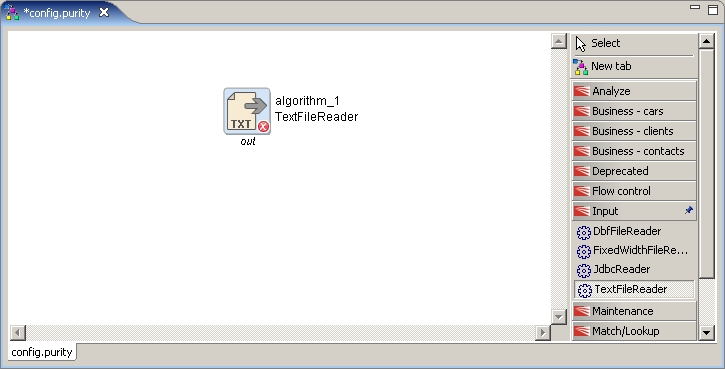 *config.purity
algorithm_1
TextFileReader
TXT
out
Select
New tab
Analyze
Business - cars
Business - clients
Business - contacts
Deprecated
Flow control
Input
DbfFileReader
FixedWidthFileRe...
JdbcReader
TextFileReader
Maintenance
Match/Lookup
config.purity